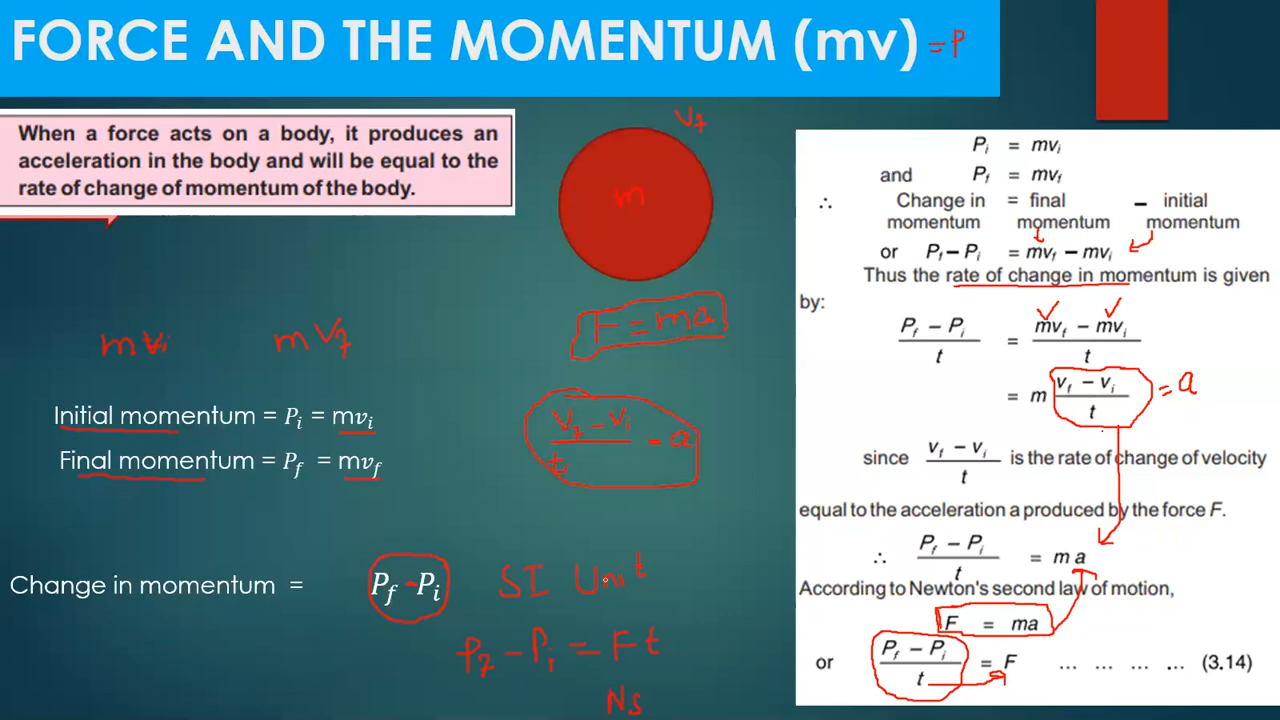 FORCE AND THE MOMENTUM (mv) = P
When a force acts on a body, it produces an
acceleration in the body and will be equal to the
rate of change of momentum of the body.
vf
m
F = ma
mvi mvf
Initial momentum = Pi = mvi
Final momentum = Pf = mvf
vf - vi / t = a
Change in momentum = Pf - Pi
SI Unit
Pf - Pi = Ft
Ns
Pi = mvi
and Pf = mvf
∴ Change in momentum = final momentum – initial momentum
or Pf – Pi = mvf – mvi
Thus the rate of change in momentum is given
by:
Pf – Pi / t = mvf – mvi / t
= m vf – vi / t = a
since vf – vi / t is the rate of change of velocity
equal to the acceleration a produced by the force F.
∴ Pf – Pi / t = m a
According to Newton's second law of motion,
F = ma
or Pf – Pi / t = F ... ... ... ... (3.14)